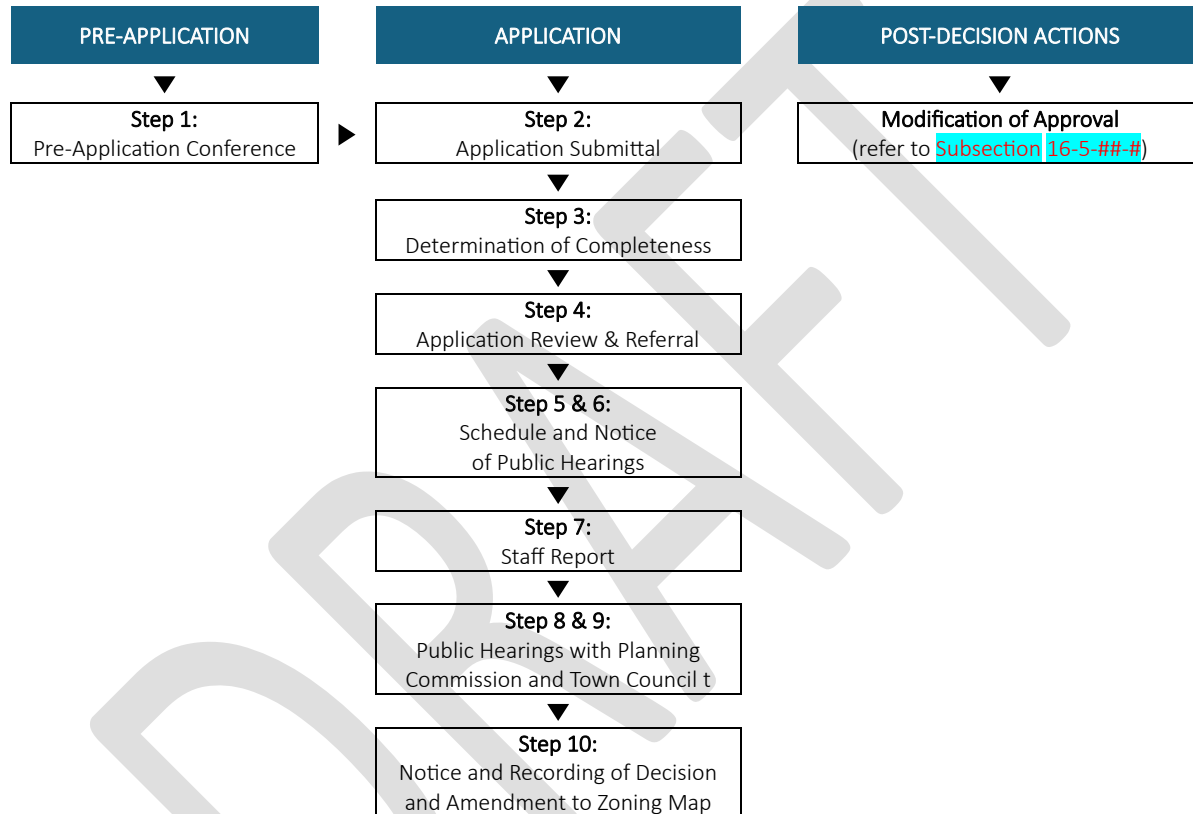 PRE-APPLICATION
Step 1:
Pre-Application Conference
APPLICATION
Step 2:
Application Submittal
Step 3:
Determination of Completeness
Step 4:
Application Review & Referral
Step 5 & 6:
Schedule and Notice
of Public Hearings
Step 7:
Staff Report
Step 8 & 9:
Public Hearings with Planning
Commission and Town Council t
Step 10:
Notice and Recording of Decision
and Amendment to Zoning Map
POST-DECISION ACTIONS
Modification of Approval
(refer to Subsection 16-5-##-#)
DRAFT